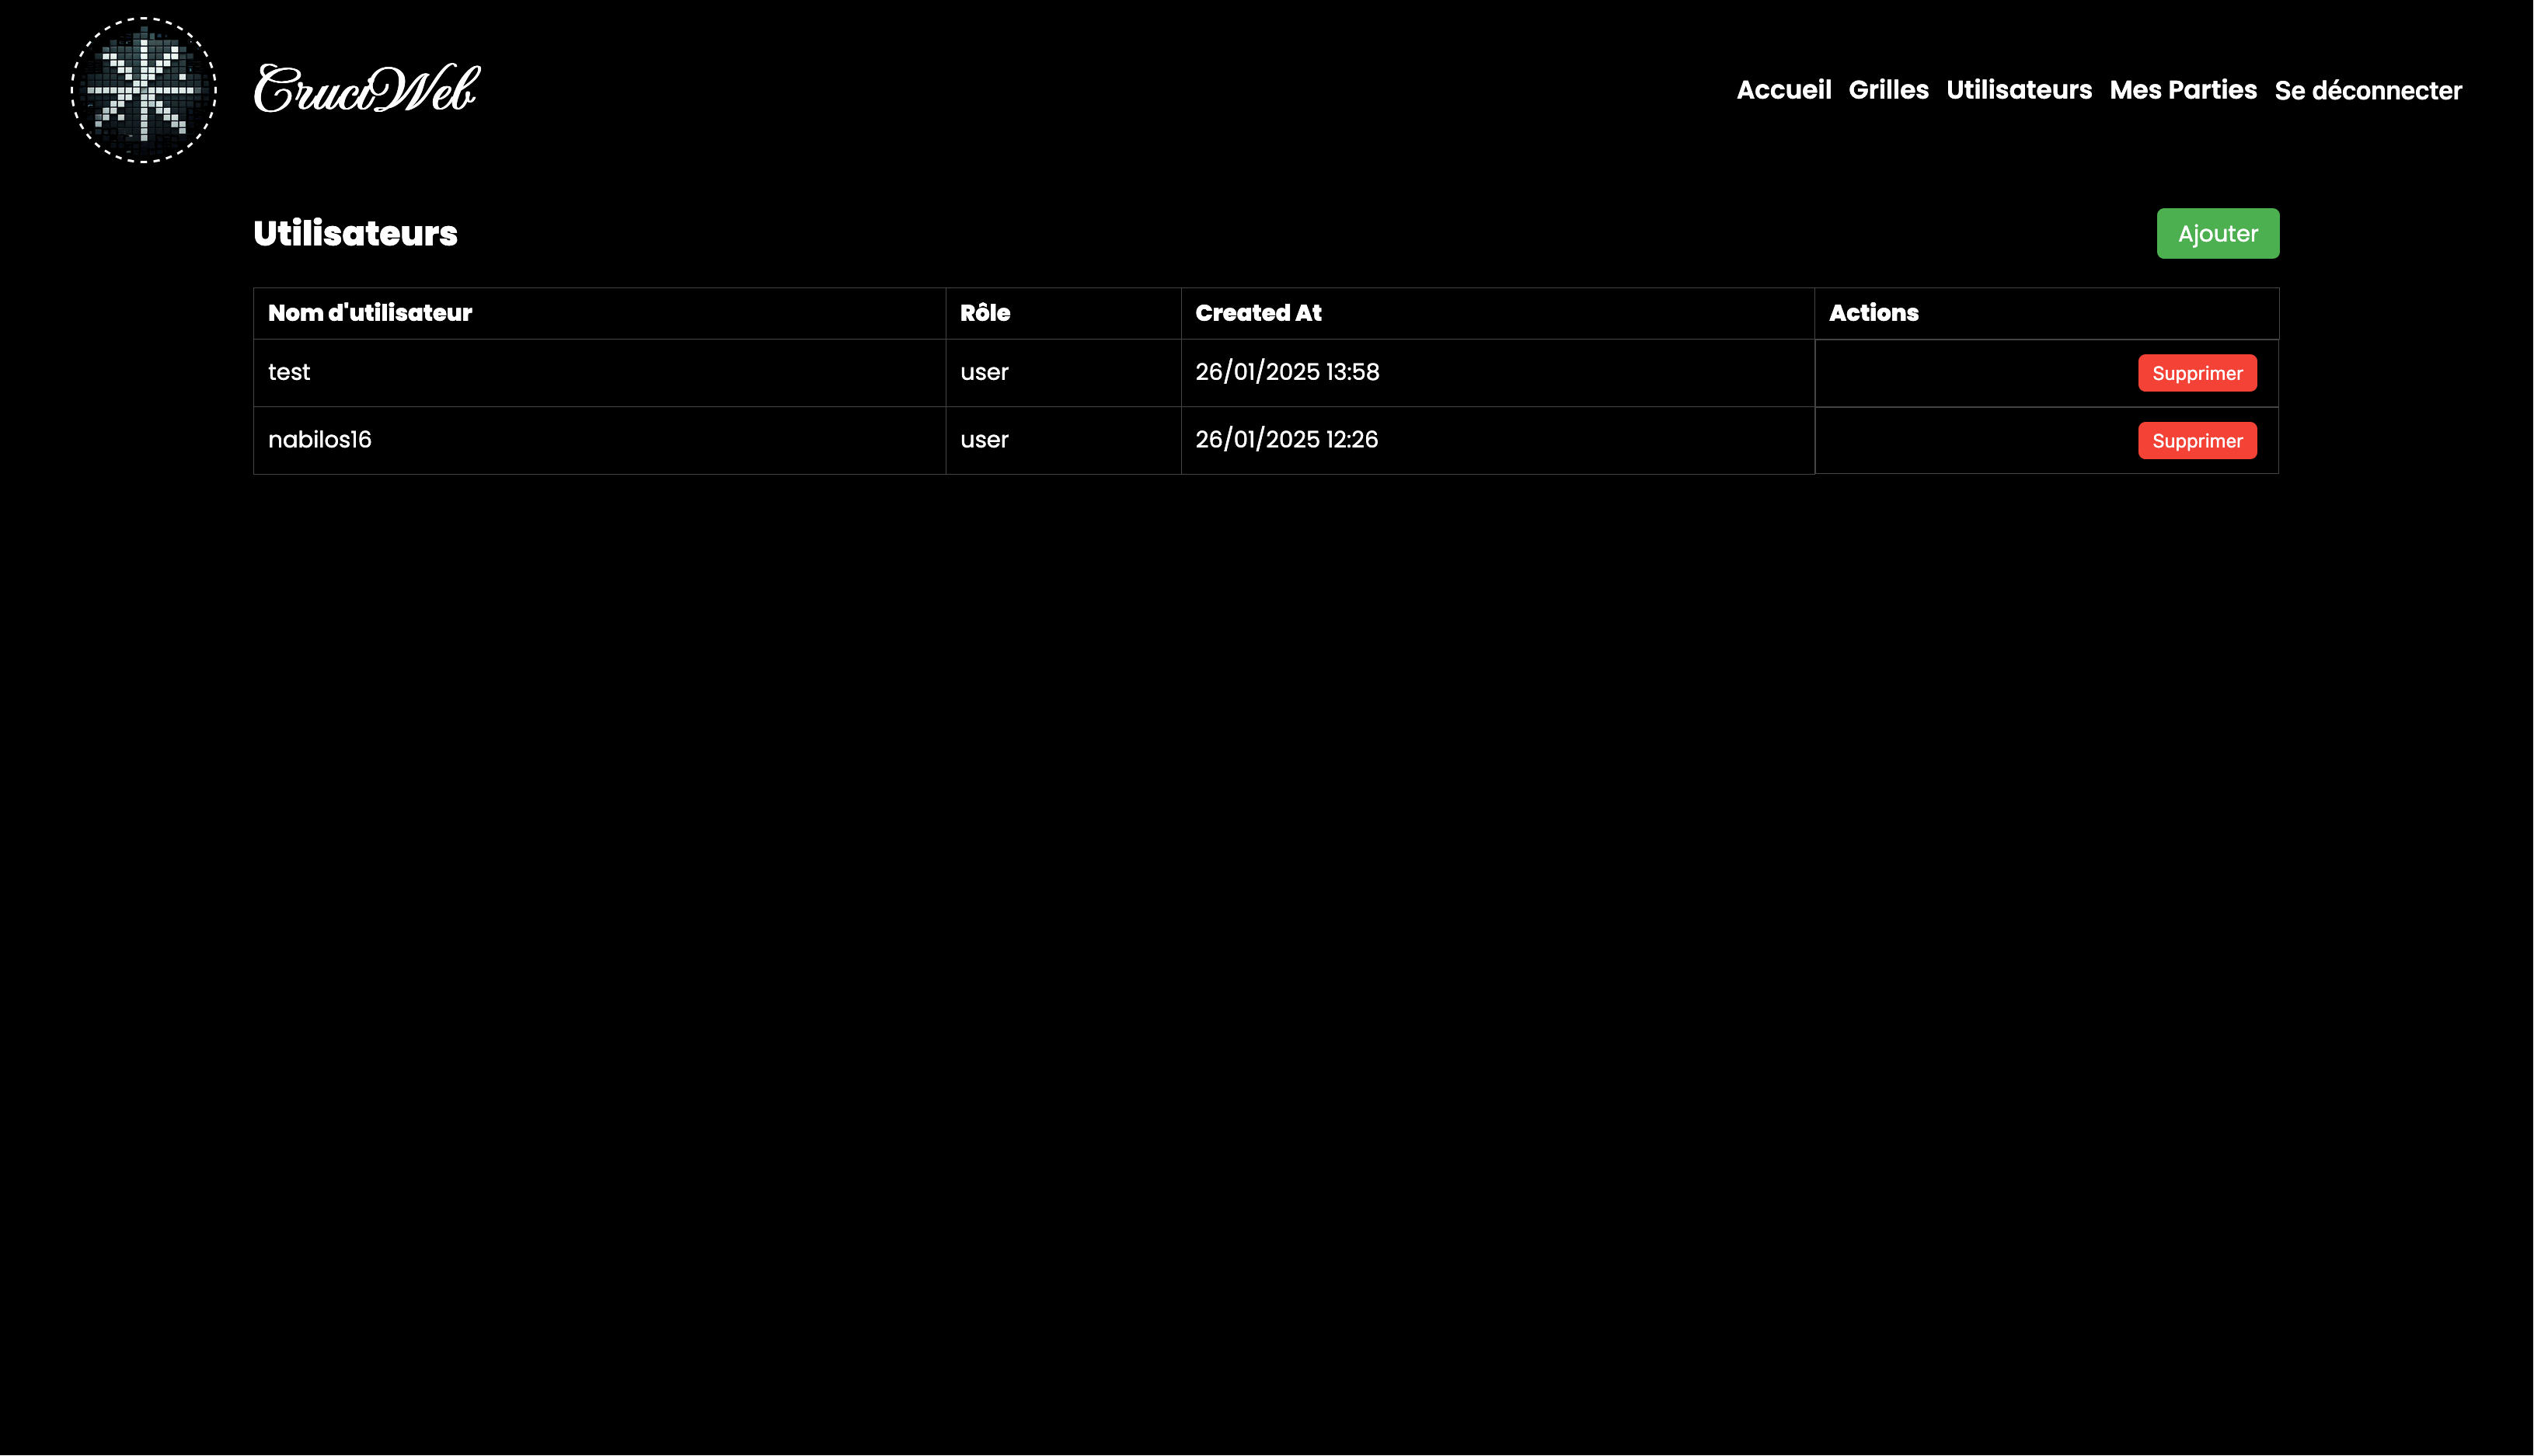 CruciWeb
Accueil Grilles Utilisateurs Mes Parties Se déconnecter
Utilisateurs Ajouter
Nom d'utilisateur Rôle Created At Actions
test user 26/01/2025 13:58 Supprimer
nabilos16 user 26/01/2025 12:26 Supprimer